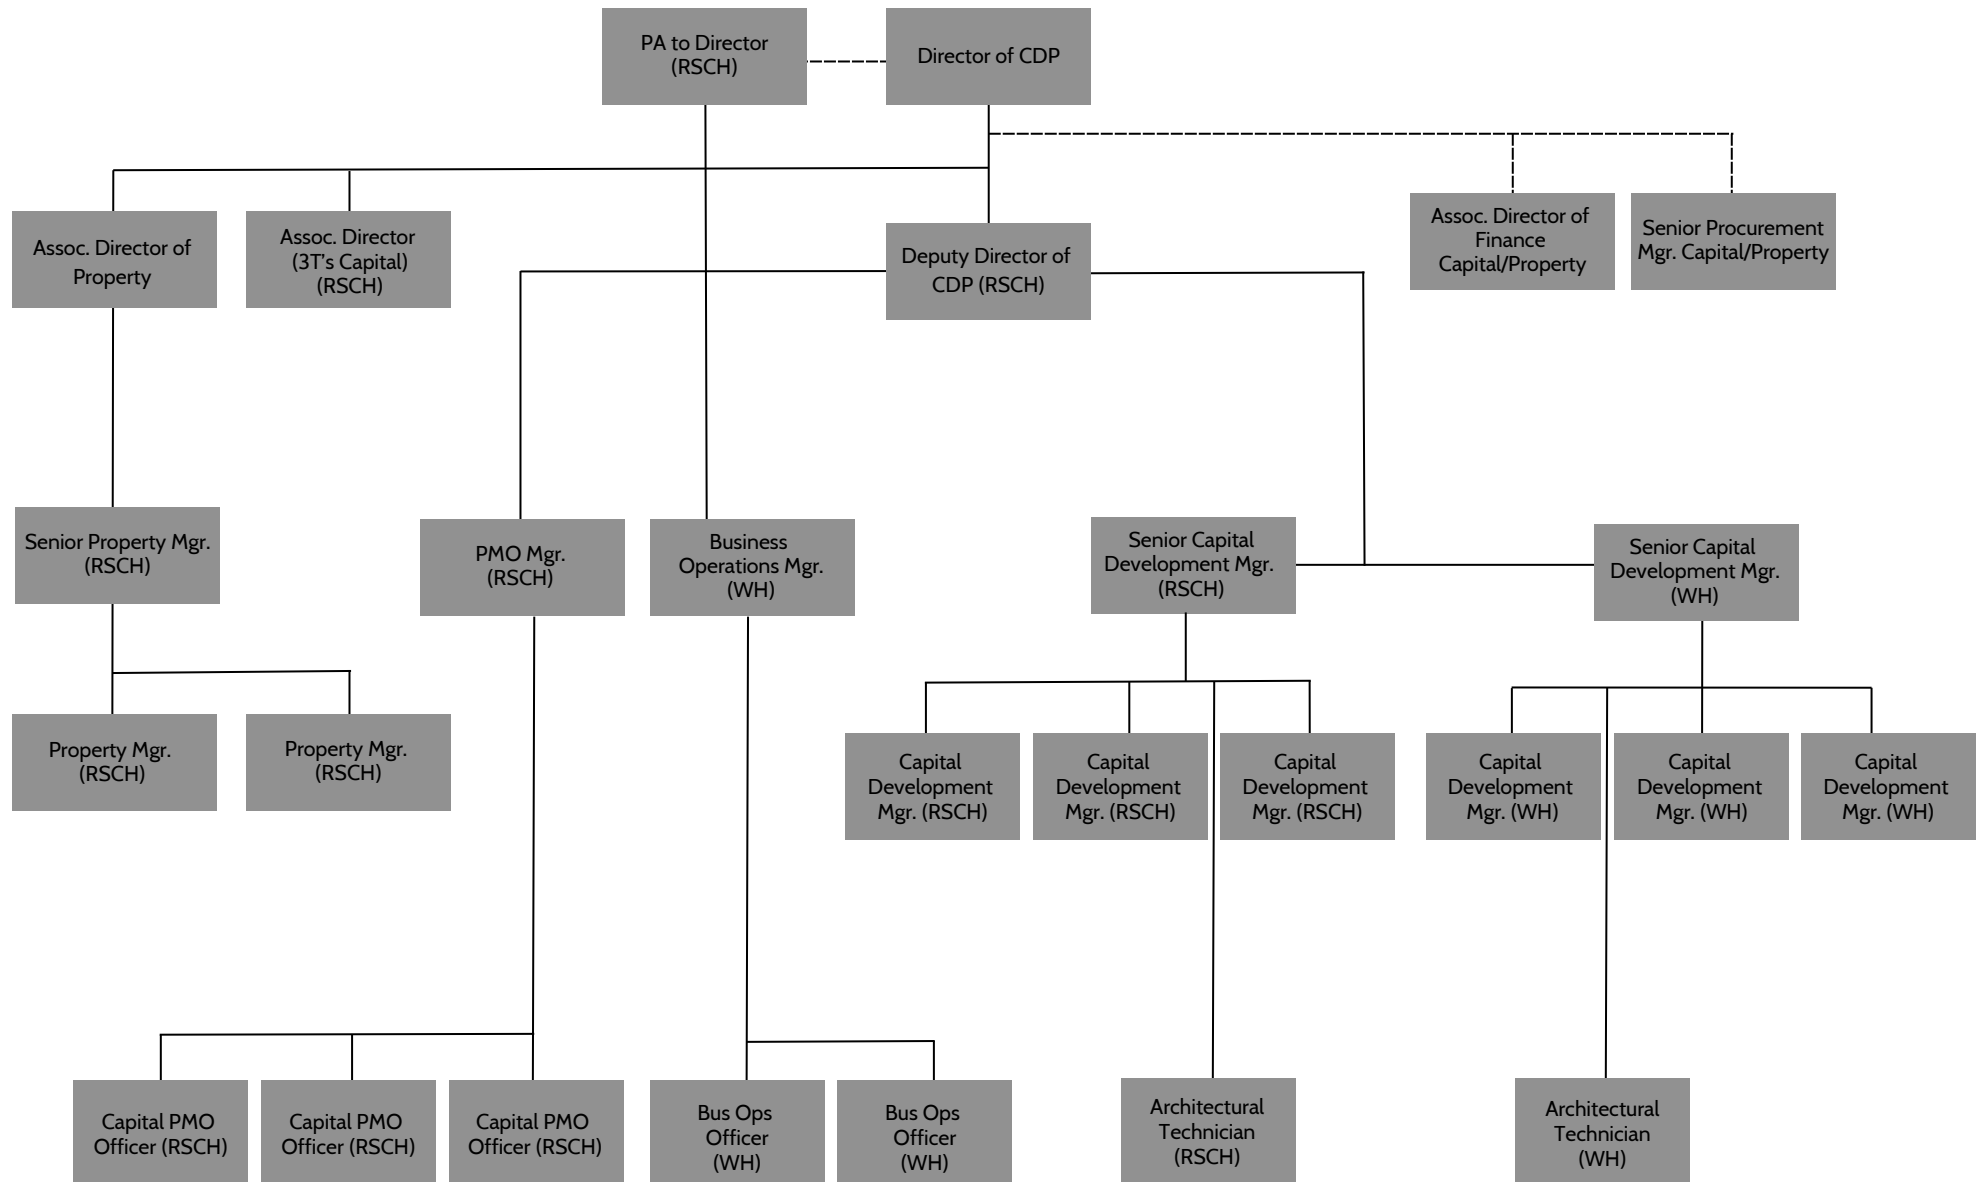 PA to Director
(RSCH)
Director of CDP
Assoc. Director of
Property
Assoc. Director
(3T's Capital)
(RSCH)
Deputy Director of
CDP (RSCH)
Assoc. Director of
Finance
Capital/Property
Senior Procurement
Mgr. Capital/Property
Senior Property Mgr.
(RSCH)
PMO Mgr.
(RSCH)
Business
Operations Mgr.
(WH)
Senior Capital
Development Mgr.
(RSCH)
Senior Capital
Development Mgr.
(WH)
Property Mgr.
(RSCH)
Property Mgr.
(RSCH)
Capital
Development
Mgr. (RSCH)
Capital
Development
Mgr. (RSCH)
Capital
Development
Mgr. (RSCH)
Capital
Development
Mgr. (WH)
Capital
Development
Mgr. (WH)
Capital
Development
Mgr. (WH)
Capital PMO
Officer (RSCH)
Capital PMO
Officer (RSCH)
Capital PMO
Officer (RSCH)
Bus Ops
Officer
(WH)
Bus Ops
Officer
(WH)
Architectural
Technician
(RSCH)
Architectural
Technician
(WH)